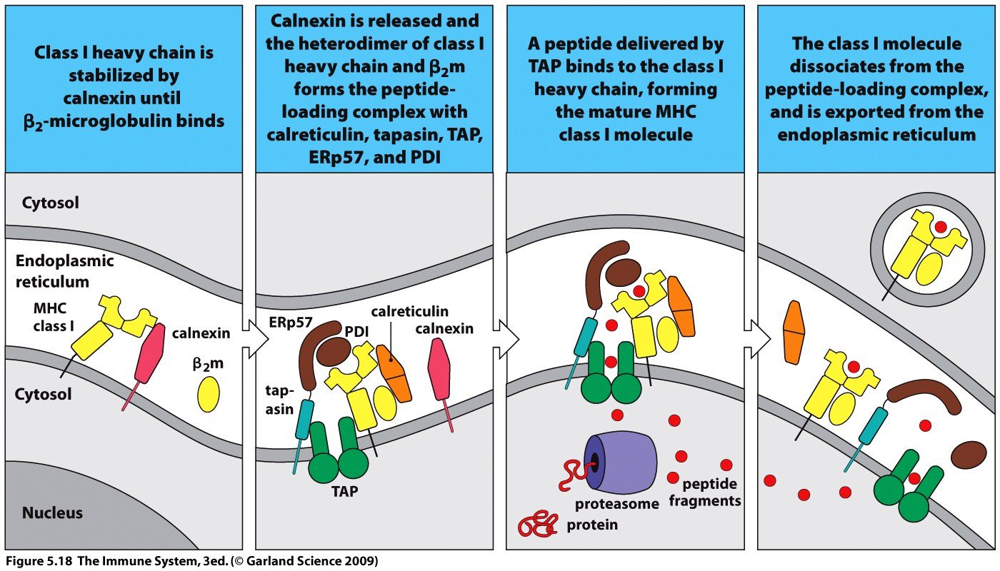 Class I heavy chain is
stabilized by
calnexin until
β₂-microglobulin binds
Calnexin is released and
the heterodimer of class I
heavy chain and β₂m
forms the peptide-
loading complex with
calreticulin, tapasin, TAP,
ERp57, and PDI
A peptide delivered by
TAP binds to the class I
heavy chain, forming
the mature MHC
class I molecule
The class I molecule
dissociates from the
peptide-loading complex,
and is exported from the
endoplasmic reticulum
Cytosol
Endoplasmic
reticulum
MHC
class I
calnexin
β₂m
Cytosol
Nucleus
ERp57
PDI
calreticulin
calnexin
tap-
asin
TAP
proteasome
protein
peptide
fragments
Figure 5.18 The Immune System, 3ed. (© Garland Science 2009)